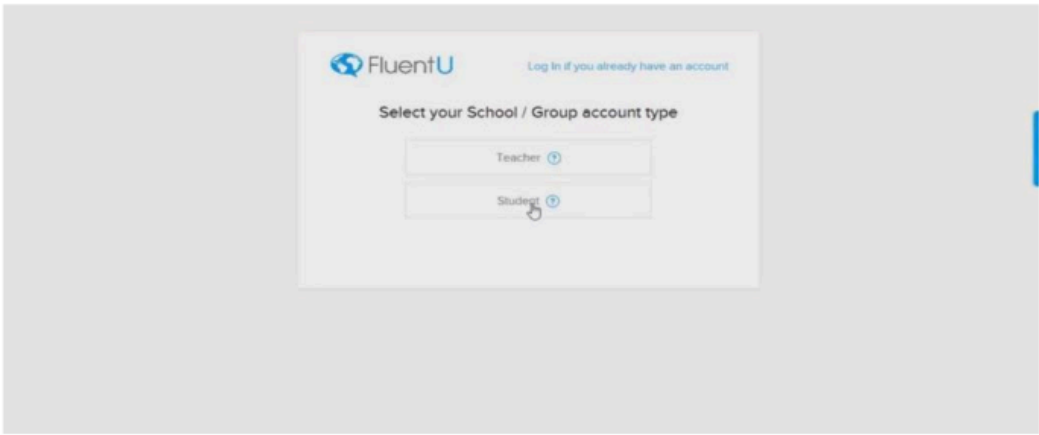 FluentU
Log In if you already have an account
Select your School / Group account type
Teacher ?
Student ?